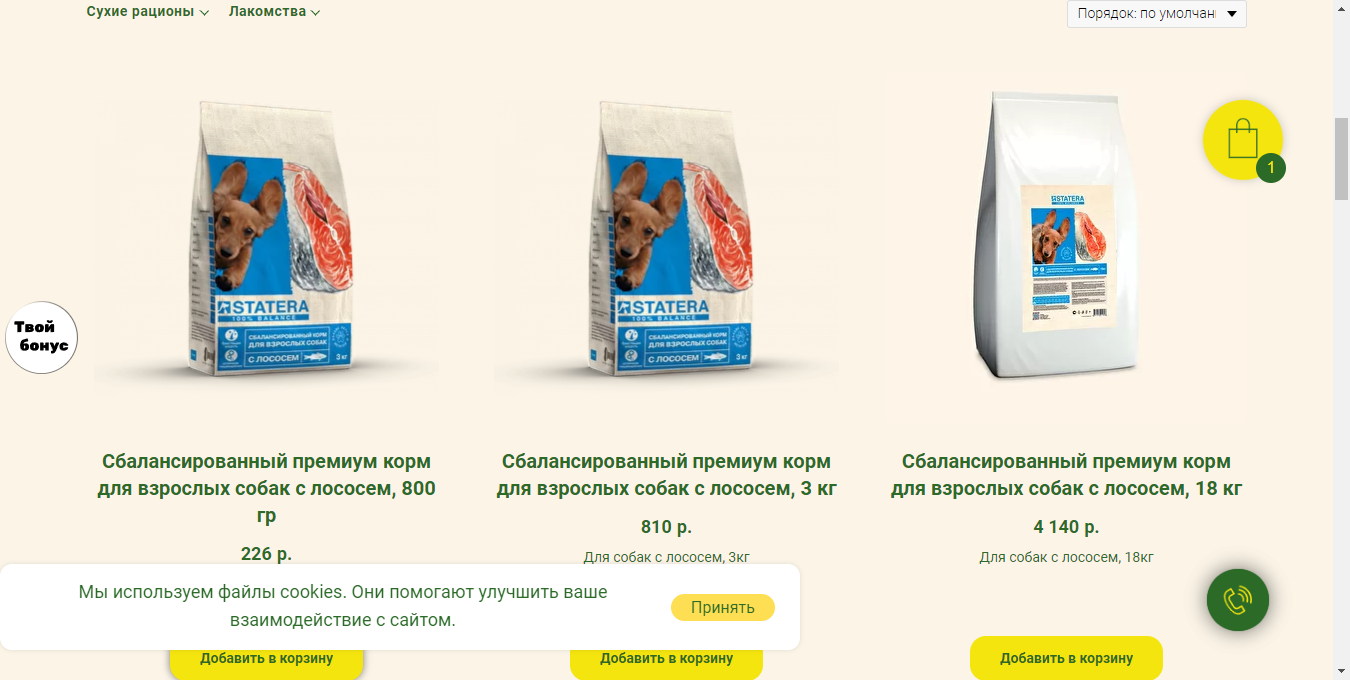 Сухие рационы
Лакомства
Порядок: по умолчан
1
STATERA
100% BALANCE
СБАЛАНСИРОВАННЫЙ КОРМ
ДЛЯ ВЗРОСЛЫХ СОБАК
С ЛОСОСЕМ
3 кг
STATERA
100% BALANCE
СБАЛАНСИРОВАННЫЙ КОРМ
ДЛЯ ВЗРОСЛЫХ СОБАК
С ЛОСОСЕМ
3 кг
STATERA
Твой
бонус
Сбалансированный премиум корм
для взрослых собак с лососем, 800
гр
226 р.
Сбалансированный премиум корм
для взрослых собак с лососем, 3 кг
810 р.
Для собак с лососем, 3кг
Сбалансированный премиум корм
для взрослых собак с лососем, 18 кг
4 140 р.
Для собак с лососем, 18кг
Мы используем файлы cookies. Они помогают улучшить ваше
взаимодействие с сайтом.
Принять
Добавить в корзину
Добавить в корзину
Добавить в корзину